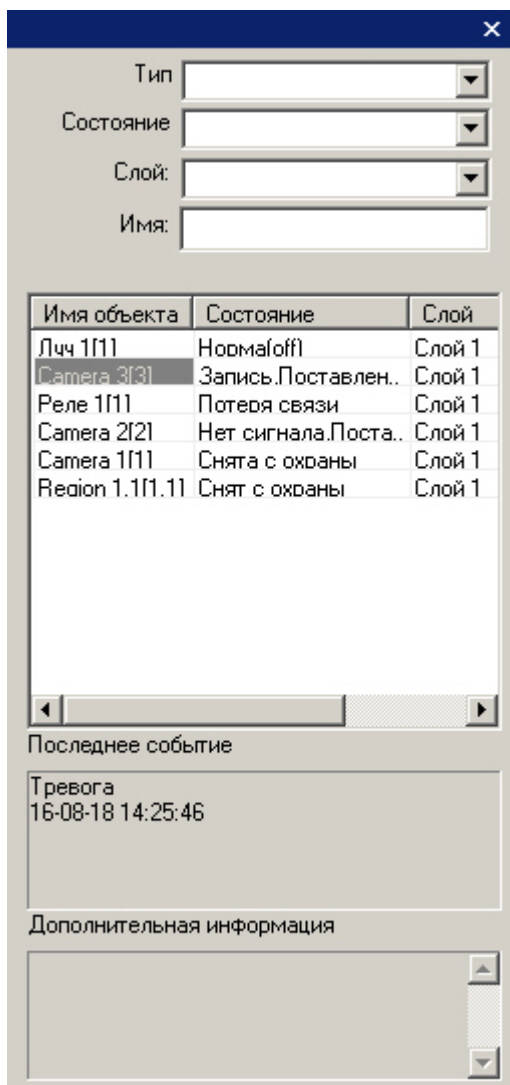 Тип
Состояние
Слой:
Имя:
Имя объекта Состояние Слой
Луч 1[1] Норма(off) Слой 1
Camera 3[3] Запись.Поставлен.. Слой 1
Реле 1[1] Потеря связи Слой 1
Camera 2[2] Нет сигнала.Поста.. Слой 1
Camera 1[1] Снята с охраны Слой 1
Region 1.1[1.1] Снят с охраны Слой 1
Последнее событие
Тревога
16-08-18 14:25:46
Дополнительная информация